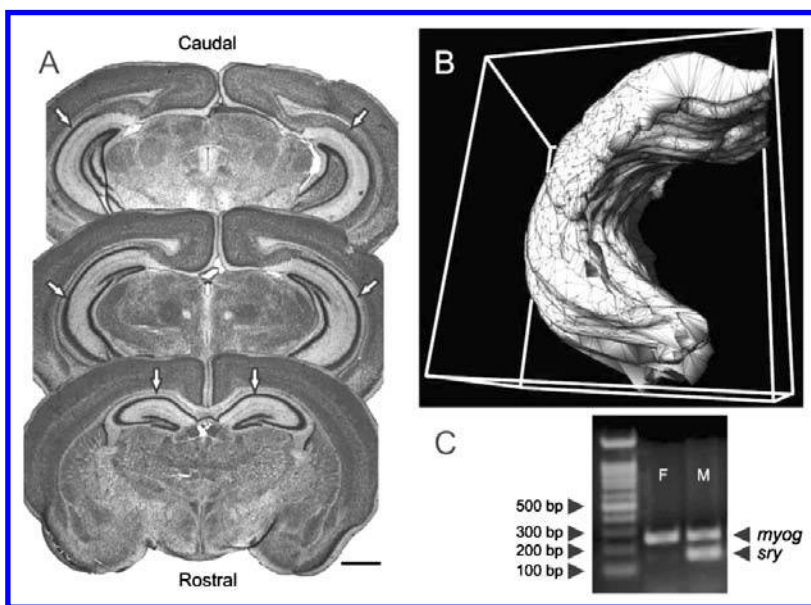 Caudal
A
B
Rostral
C
F M
500 bp
300 bp
200 bp
100 bp
myog
sry